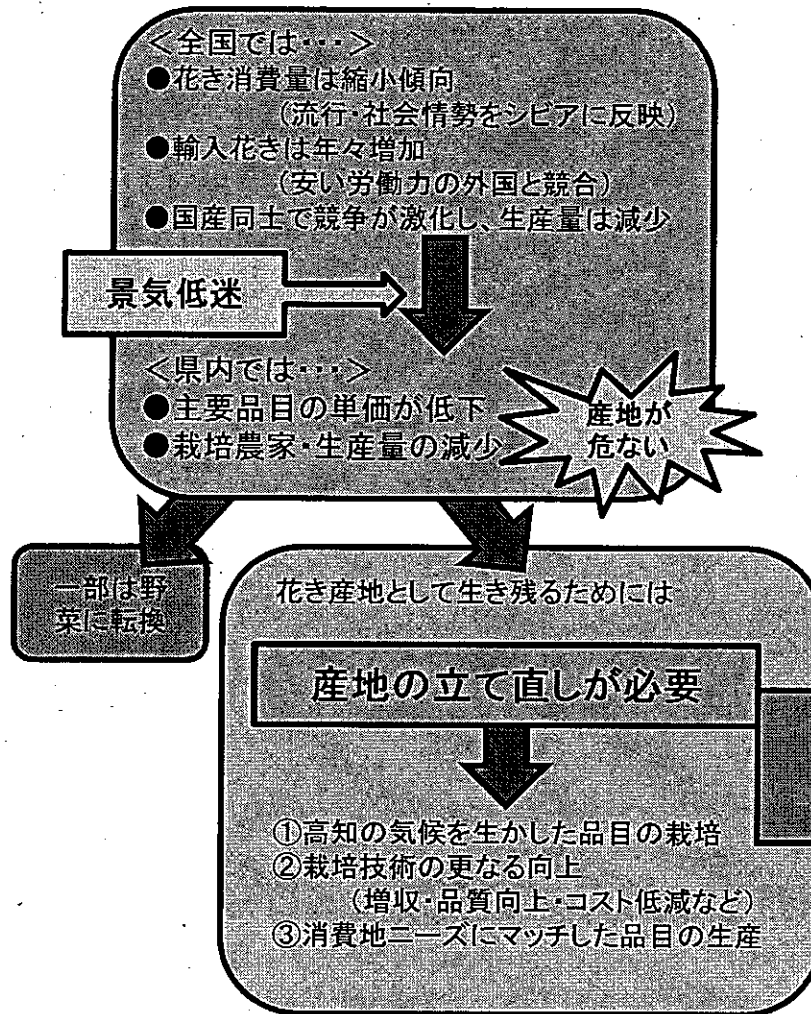 <全国では・・・>
●花き消費量は縮小傾向
(流行・社会情勢をシビアに反映)
●輸入花きは年々増加
(安い労働力の外国と競合)
●国産同士で競争が激化し、生産量は減少
景気低迷
<県内では・・・>
●主要品目の単価が低下
●栽培農家・生産量の減少
産地が
危ない
一部は野
菜に転換
花き産地として生き残るためには
産地の立て直しが必要
①高知の気候を生かした品目の栽培
②栽培技術の更なる向上
(増収・品質向上・コスト低減など)
③消費地ニーズにマッチした品目の生産